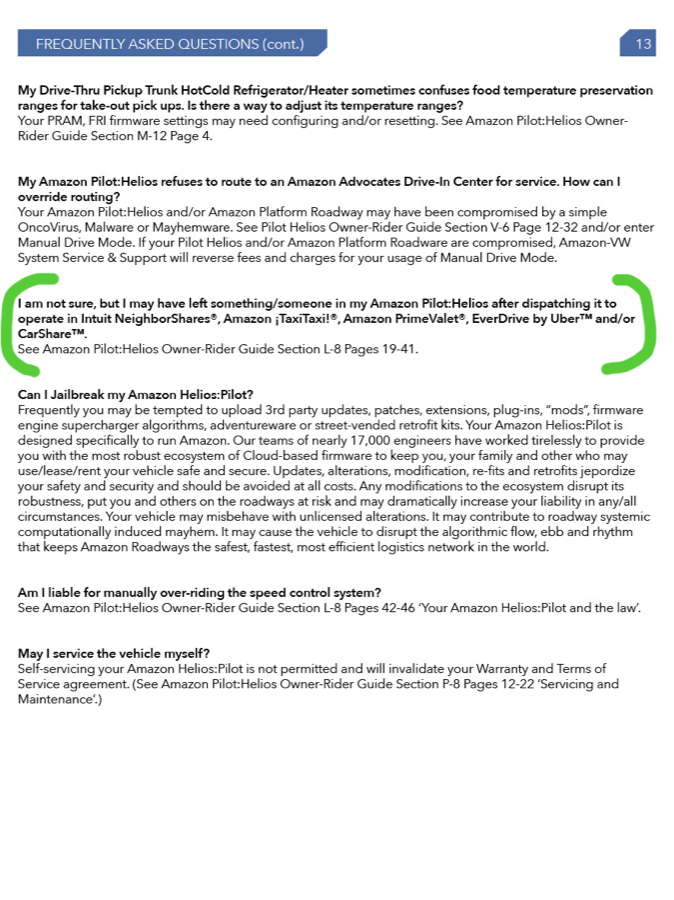 FREQUENTLY ASKED QUESTIONS (cont.)
13
My Drive-Thru Pickup Trunk HotCold Refrigerator/Heater sometimes confuses food temperature preservation
ranges for take-out pick ups. Is there a way to adjust its temperature ranges?
Your PRAM, FRI firmware settings may need configuring and/or resetting. See Amazon Pilot:Helios Owner-
Rider Guide Section M-12 Page 4.
My Amazon Pilot:Helios refuses to route to an Amazon Advocates Drive-In Center for service. How can I
override routing?
Your Amazon Pilot:Helios and/or Amazon Platform Roadway may have been compromised by a simple
OncoVirus, Malware or Mayhemware. See Pilot Helios Owner-Rider Guide Section V-6 Page 12-32 and/or enter
Manual Drive Mode. If your Pilot Helios and/or Amazon Platform Roadware are compromised, Amazon-VW
System Service & Support will reverse fees and charges for your usage of Manual Drive Mode.
I am not sure, but I may have left something/someone in my Amazon Pilot:Helios after dispatching it to
operate in Intuit NeighborShares®, Amazon ¡TaxiTaxi!®, Amazon PrimeValet®, EverDrive by Uber™ and/or
CarShare™.
See Amazon Pilot:Helios Owner-Rider Guide Section L-8 Pages 19-41.
Can I Jailbreak my Amazon Helios:Pilot?
Frequently you may be tempted to upload 3rd party updates, patches, extensions, plug-ins, “mods”, firmware
engine supercharger algorithms, adventureware or street-vended retrofit kits. Your Amazon Helios:Pilot is
designed specifically to run Amazon. Our teams of nearly 17,000 engineers have worked tirelessly to provide
you with the most robust ecosystem of Cloud-based firmware to keep you, your family and other who may
use/lease/rent your vehicle safe and secure. Updates, alterations, modification, re-fits and retrofits jepordize
your safety and security and should be avoided at all costs. Any modifications to the ecosystem disrupt its
robustness, put you and others on the roadways at risk and may dramatically increase your liability in any/all
circumstances. Your vehicle may misbehave with unlicensed alterations. It may contribute to roadway systemic
computationally induced mayhem. It may cause the vehicle to disrupt the algorithmic flow, ebb and rhythm
that keeps Amazon Roadways the safest, fastest, most efficient logistics network in the world.
Am I liable for manually over-riding the speed control system?
See Amazon Pilot:Helios Owner-Rider Guide Section L-8 Pages 42-46 ‘Your Amazon Helios:Pilot and the law’.
May I service the vehicle myself?
Self-servicing your Amazon Helios:Pilot is not permitted and will invalidate your Warranty and Terms of
Service agreement. (See Amazon Pilot:Helios Owner-Rider Guide Section P-8 Pages 12-22 ‘Servicing and
Maintenance’.)